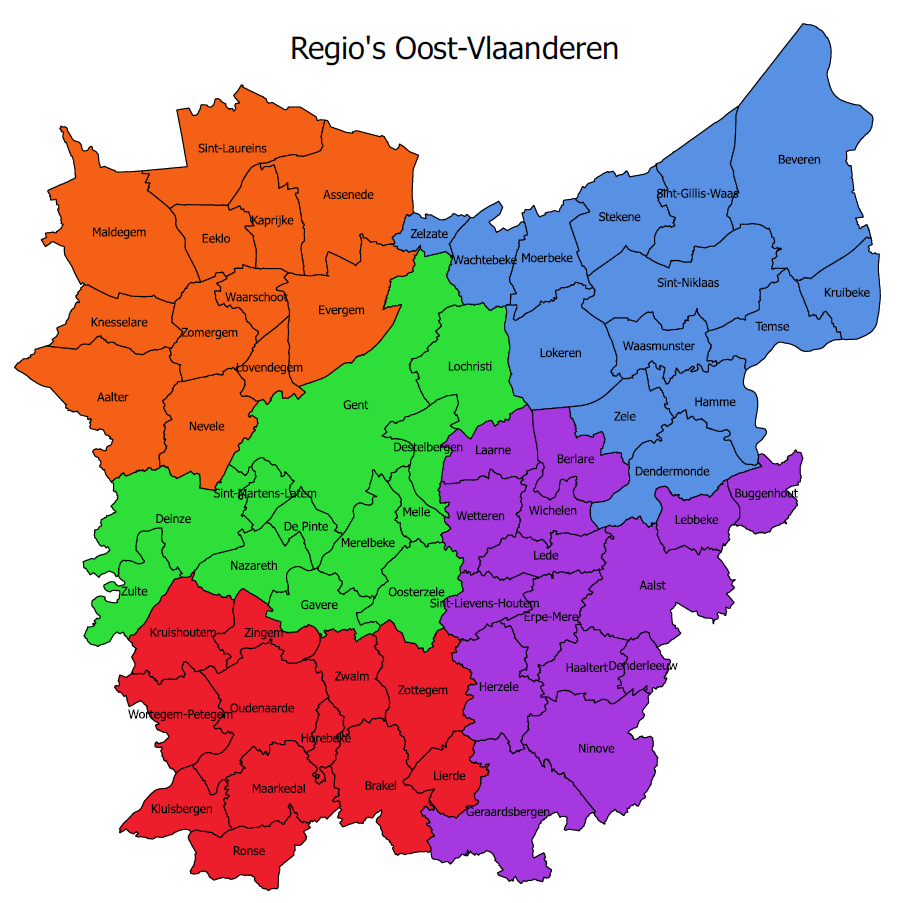 Regio's Oost-Vlaanderen
Sint-Laureins
Beveren
Assenede
Sint-Gillis-Waas
Kaprijke
Stekene
Maldegem
Eeklo
Zelzate
Wachtebeke
Moerbeke
Sint-Niklaas
Kruibeke
Waarschoot
Evergem
Knesselare
Zomergem
Temse
Waasmunster
Lokeren
Lovendegem
Lochristi
Aalter
Gent
Hamme
Zele
Nevele
Destelbergen
Laarne
Berlare
Dendermonde
Sint-Martens-Latem
Buggenhout
Deinze
De Pinte
Melle
Wetteren
Wichelen
Lebbeke
Merelbeke
Lede
Nazareth
Zulte
Oosterzele
Aalst
Gavere
Sint-Lievens-Houtem
Erpe-Mere
Kruishoutem
Zingem
Haaltert
Denderleeuw
Zwalm
Zottegem
Herzele
Wortegem-Petegem
Oudenaarde
Horebeke
Ninove
Lierde
Brakel
Maarkedal
Kluisbergen
Geraardsbergen
Ronse